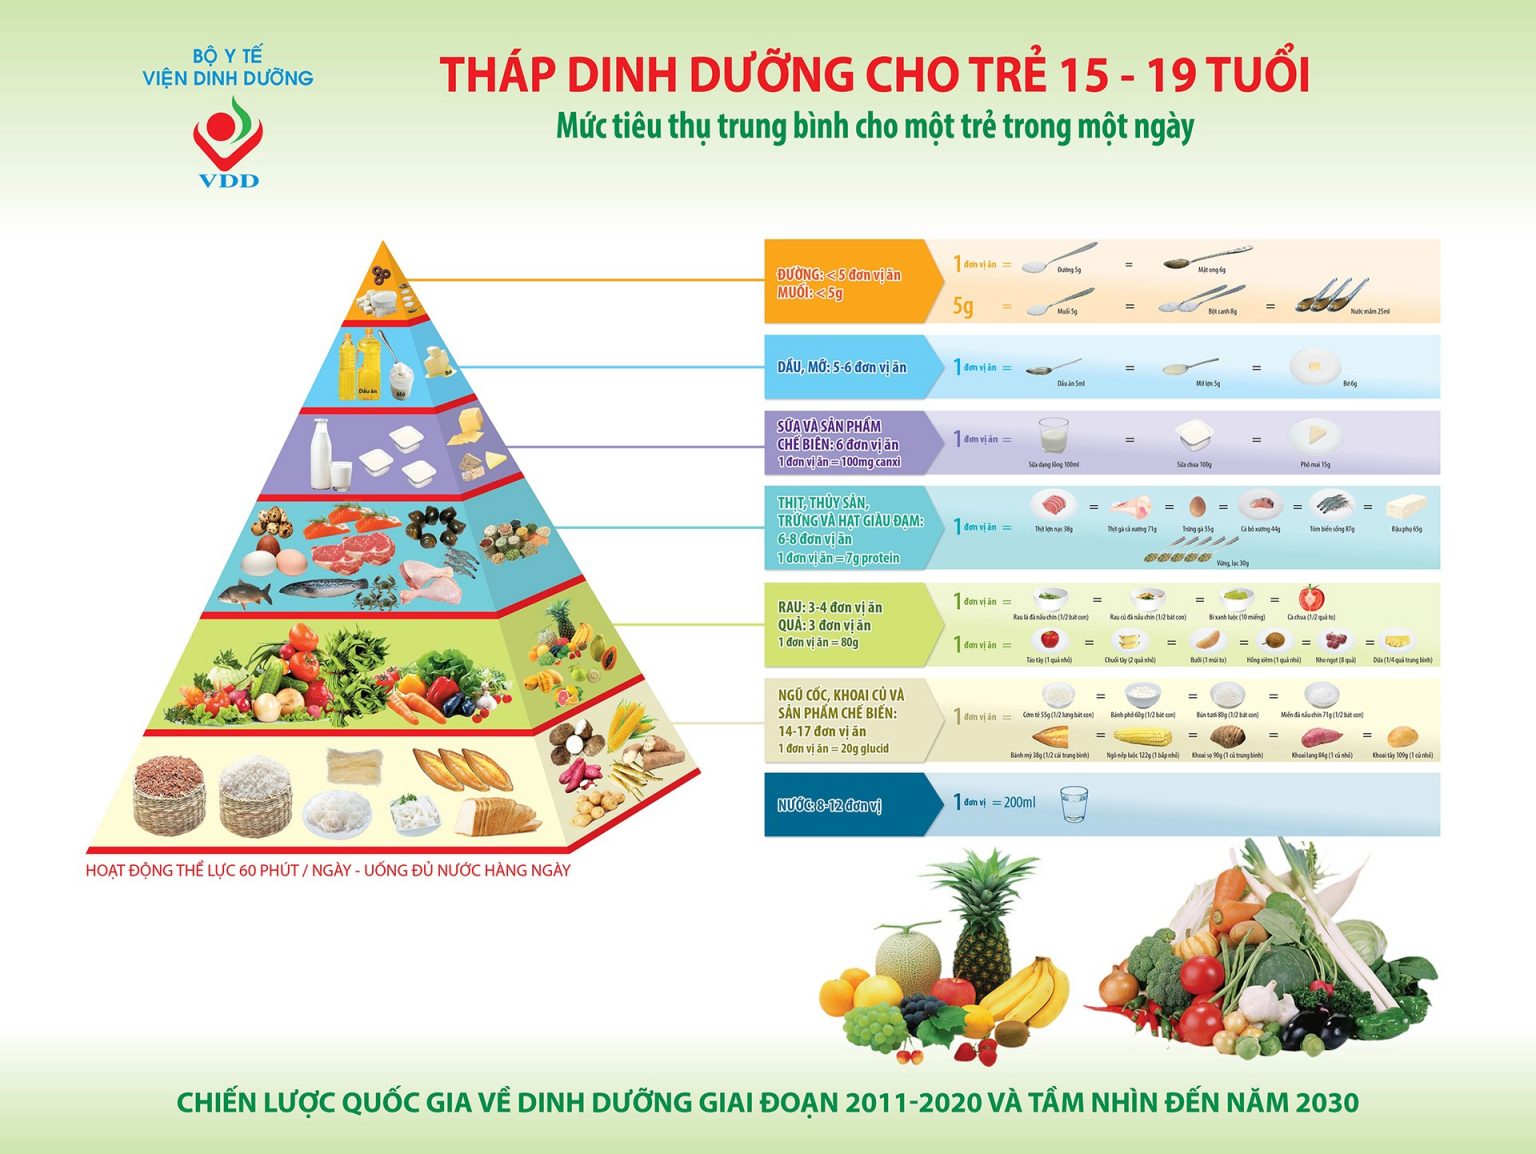 BỘ Y TẾ
VIỆN DINH DƯỠNG
VDD
THÁP DINH DƯỠNG CHO TRẺ 15 - 19 TUỔI
Mức tiêu thụ trung bình cho một trẻ trong một ngày
Dầu ăn
Mỡ
Bơ
HOẠT ĐỘNG THỂ LỰC 60 PHÚT / NGÀY - UỐNG ĐỦ NƯỚC HÀNG NGÀY
ĐƯỜNG: < 5 đơn vị ăn
MUỐI: < 5g
1 đơn vị ăn = Đường 5g = Mật ong 6g
5g = Muối 5g = Bột canh 8g = Nước mắm 25ml
DẦU, MỠ: 5-6 đơn vị ăn
1 đơn vị ăn = Dầu ăn 5ml = Mỡ lợn 5g = Bơ 6g
SỮA VÀ SẢN PHẨM
CHẾ BIẾN: 6 đơn vị ăn
1 đơn vị ăn = 100mg canxi
1 đơn vị ăn = Sữa dạng lỏng 100ml = Sữa chua 100g = Phô mai 15g
THỊT, THỦY SẢN,
TRỨNG VÀ HẠT GIÀU ĐẠM:
6-8 đơn vị ăn
1 đơn vị ăn = 7g protein
1 đơn vị ăn = Thịt lợn nạc 38g = Thịt gà cả xương 71g = Trứng gà 55g = Cá bỏ xương 44g = Tôm biển sống 87g = Đậu phụ 65g
Vừng, lạc 30g
RAU: 3-4 đơn vị ăn
QUẢ: 3 đơn vị ăn
1 đơn vị ăn = 80g
1 đơn vị ăn = Rau lá đã nấu chín (1/2 bát con) = Rau củ đã nấu chín (1/2 bát con) = Bí xanh luộc (10 miếng) = Cà chua (1/2 quả to)
1 đơn vị ăn = Táo tây (1 quả nhỏ) = Chuối tây (2 quả nhỏ) = Bưởi (1 múi to) = Hồng xiêm (1 quả nhỏ) = Nho ngọt (8 quả) = Dứa (1/4 quả trung bình)
NGŨ CỐC, KHOAI CỦ VÀ
SẢN PHẨM CHẾ BIẾN:
14-17 đơn vị ăn
1 đơn vị ăn = 20g glucid
1 đơn vị ăn = Cơm tẻ 55g (1/2 lưng bát con) = Bánh phở 60g (1/2 bát con) = Bún tươi 80g (1/2 bát con) = Miến đã nấu chín 71g (1/2 bát con)
Bánh mỳ 38g (1/2 cái trung bình) = Ngô nếp luộc 122g (1 bắp nhỏ) = Khoai sọ 90g (1 củ trung bình) = Khoai lang 84g (1 củ nhỏ) = Khoai tây 109g (1 củ nhỏ)
NƯỚC: 8-12 đơn vị
1 đơn vị = 200ml
CHIẾN LƯỢC QUỐC GIA VỀ DINH DƯỠNG GIAI ĐOẠN 2011-2020 VÀ TẦM NHÌN ĐẾN NĂM 2030